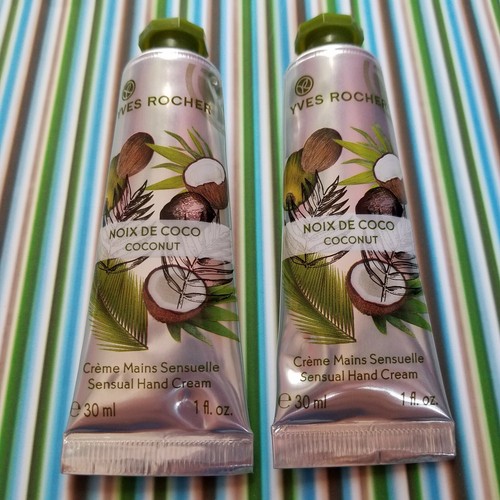 YVES ROCHER
NOIX DE COCO
COCONUT
Crème Mains Sensuelle
Sensual Hand Cream
℮ 30 ml 1 fl. oz.
YVES ROCHER
NOIX DE COCO
COCONUT
Crème Mains Sensuelle
Sensual Hand Cream
℮ 30 ml 1 fl. oz.